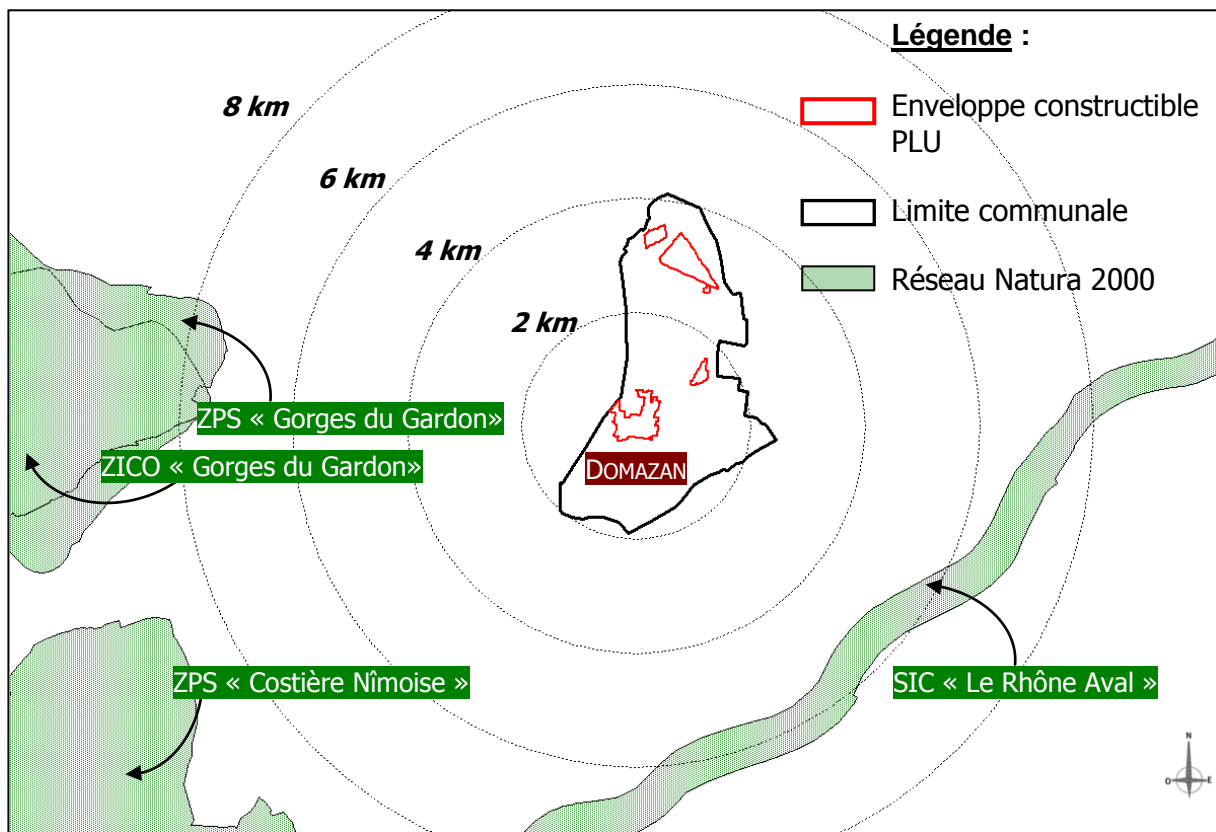 Légende :
Enveloppe constructible
PLU
Limite communale
Réseau Natura 2000
8 km
6 km
4 km
2 km
ZPS « Gorges du Gardon»
ZICO « Gorges du Gardon»
DOMAZAN
ZPS « Costière Nîmoise »
SIC « Le Rhône Aval »
N
O
E